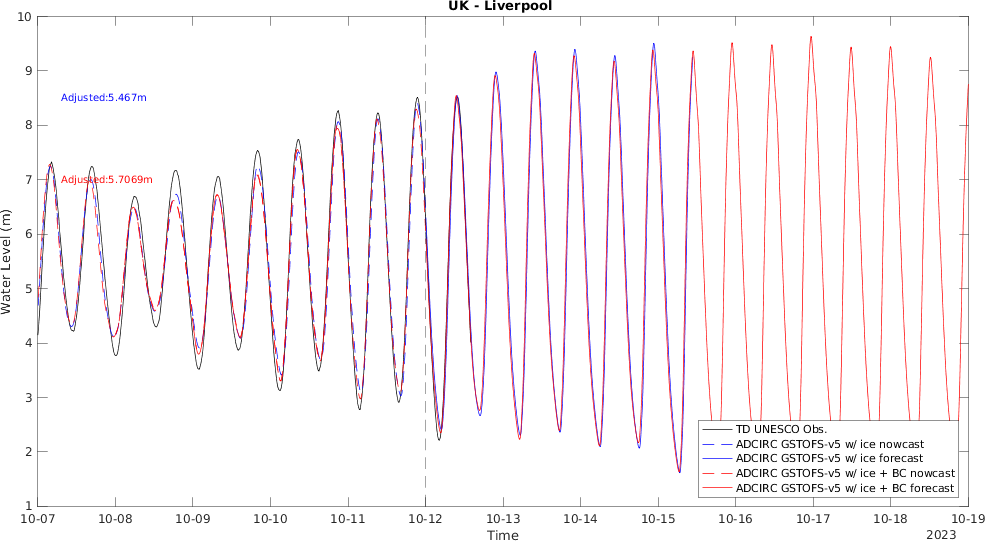 UK - Liverpool
10
9
8
7
6
5
4
3
2
1
Water Level (m)
Adjusted:5.467m
Adjusted:5.7069m
TD UNESCO Obs.
ADCIRC GSTOFS-v5 w/ ice nowcast
ADCIRC GSTOFS-v5 w/ ice forecast
ADCIRC GSTOFS-v5 w/ ice + BC nowcast
ADCIRC GSTOFS-v5 w/ ice + BC forecast
10-07 10-08 10-09 10-10 10-11 10-12 10-13 10-14 10-15 10-16 10-17 10-18 10-19
Time
2023